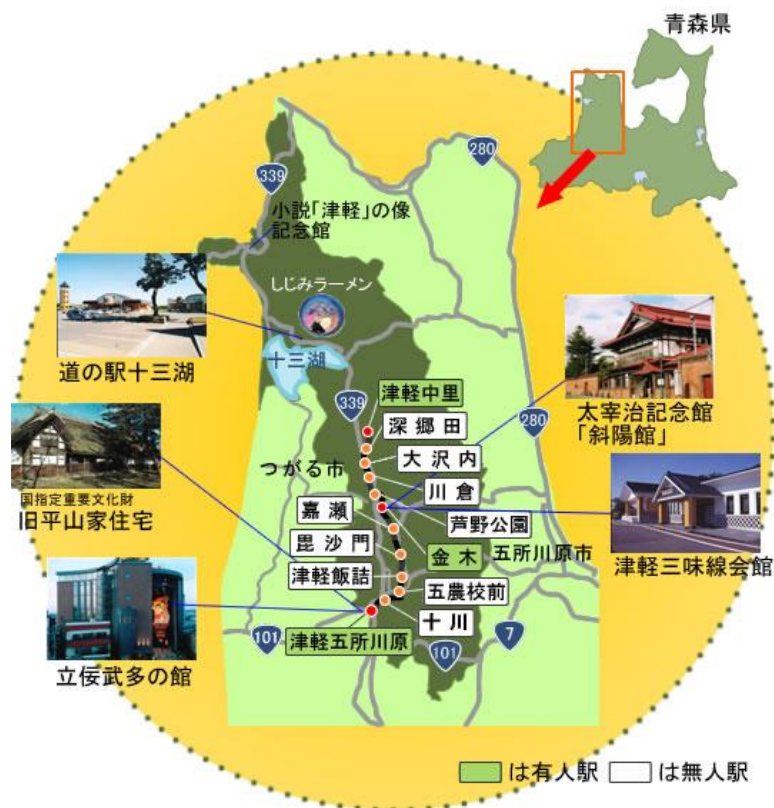 青森県
280
339
小説「津軽」の像
記念館
しじみラーメン
道の駅十三湖
十三湖
太宰治記念館
「斜陽館」
339
津軽中里
深郷田
280
大沢内
つがる市
川倉
国指定重要文化財
旧平山家住宅
嘉瀬
芦野公園
毘沙門
金木
五所川原市
津軽三味線会館
津軽飯詰
五農校前
十川
7
101
津軽五所川原
101
立佞武多の館
は有人駅
は無人駅